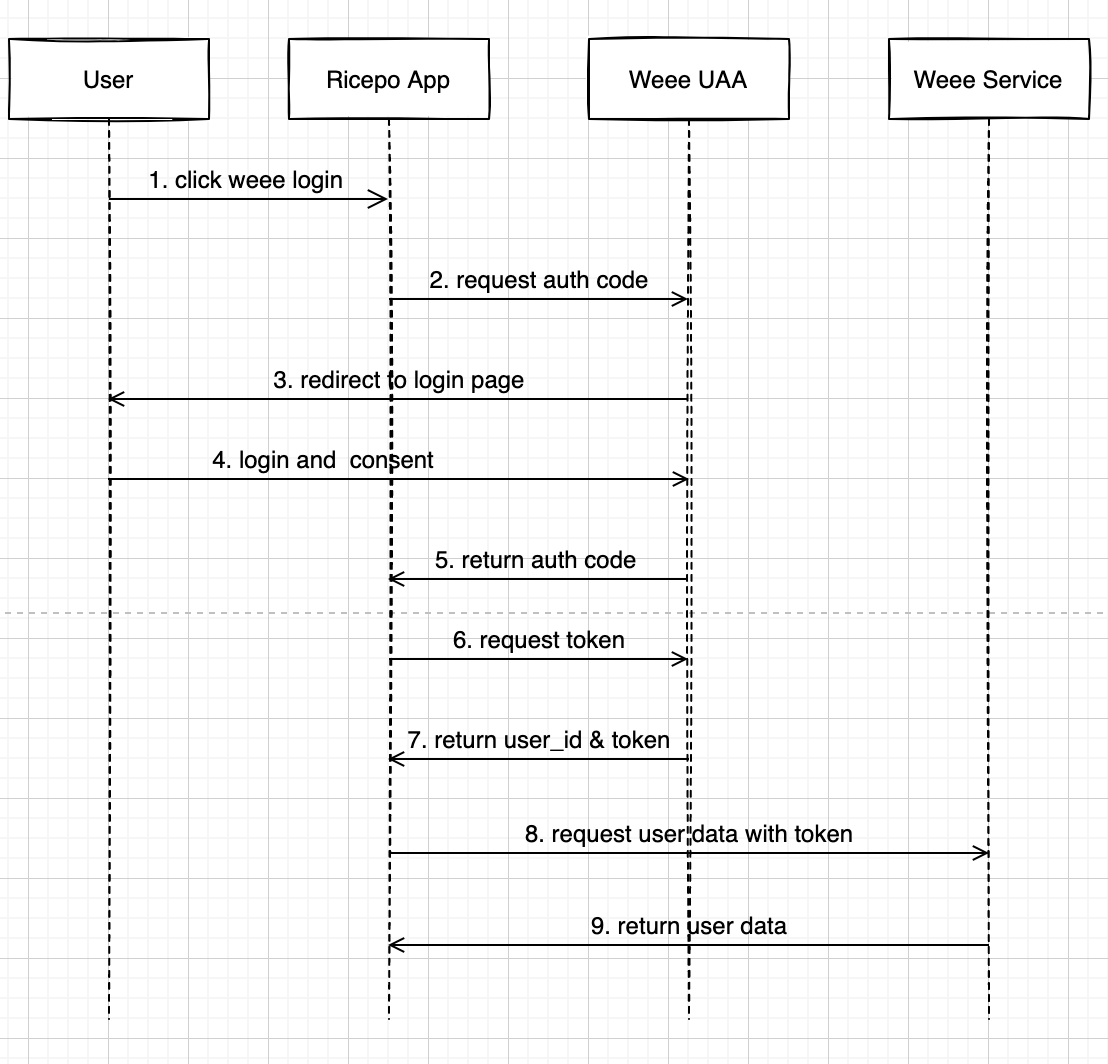 User
Ricepo App
Weee UAA
Weee Service
1. click weee login
2. request auth code
3. redirect to login page
4. login and  consent
5. return auth code
6. request token
7. return user_id & token
8. request user data with token
9. return user data